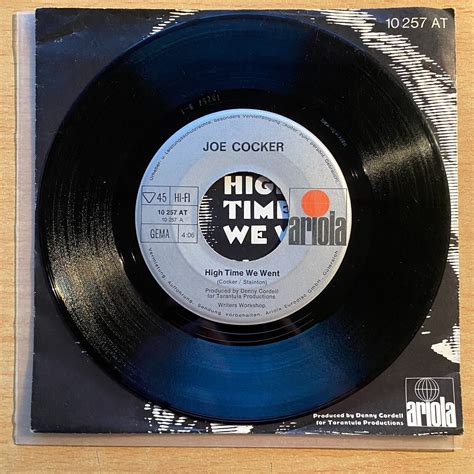 10 257 AT
JOE COCKER
45 HI-FI
10 257 AT
10 257 A
GEMA 4:06
HIGH
TIME
WE W
ariola
High Time We Went
(Cocker / Stainton)
Produced by Denny Cordell
for Tarantula Productions
Writers Workshop
Produced by Denny Cordell
for Tarantula Productions
ariola